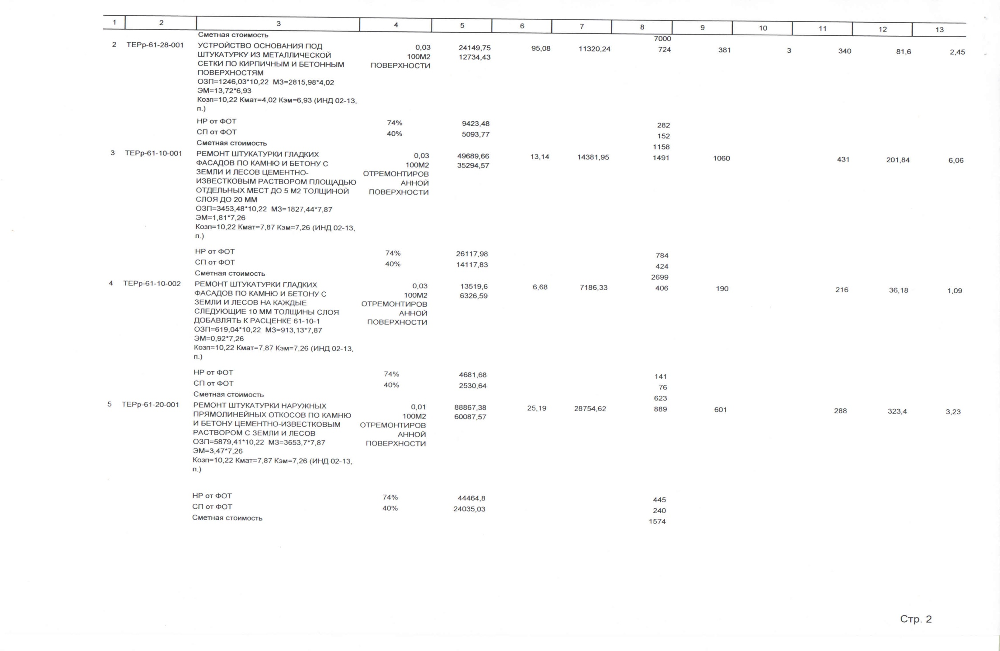 1 2 3 4 5 6 7 8 9 10 11 12 13
Сметная стоимость 7000
2 ТЕРр-61-28-001 УСТРОЙСТВО ОСНОВАНИЯ ПОД 0,03 24149,75 95,08 11320,24 724 381 3 340 81,6 2,45
ШТУКАТУРКУ ИЗ МЕТАЛЛИЧЕСКОЙ 100М2 12734,43
СЕТКИ ПО КИРПИЧНЫМ И БЕТОННЫМ ПОВЕРХНОСТИ
ПОВЕРХНОСТЯМ
ОЗП=1246,03*10,22 МЗ=2815,98*4,02
ЭМ=13,72*6,93
Козп=10,22 Кмат=4,02 Кэм=6,93 (ИНД 02-13,
п.)
НР от ФОТ 74% 9423,48 282
СП от ФОТ 40% 5093,77 152
Сметная стоимость 1158
3 ТЕРр-61-10-001 РЕМОНТ ШТУКАТУРКИ ГЛАДКИХ 0,03 49689,66 13,14 14381,95 1491 1060 431 201,84 6,06
ФАСАДОВ ПО КАМНЮ И БЕТОНУ С 100М2 35294,57
ЗЕМЛИ И ЛЕСОВ ЦЕМЕНТНО- ОТРЕМОНТИРОВ
ИЗВЕСТКОВЫМ РАСТВОРОМ ПЛОЩАДЬЮ АННОЙ
ОТДЕЛЬНЫХ МЕСТ ДО 5 М2 ТОЛЩИНОЙ ПОВЕРХНОСТИ
СЛОЯ ДО 20 ММ
ОЗП=3453,48*10,22 МЗ=1827,44*7,87
ЭМ=1,81*7,26
Козп=10,22 Кмат=7,87 Кэм=7,26 (ИНД 02-13,
п.)
НР от ФОТ 74% 26117,98 784
СП от ФОТ 40% 14117,83 424
Сметная стоимость 2699
4 ТЕРр-61-10-002 РЕМОНТ ШТУКАТУРКИ ГЛАДКИХ 0,03 13519,6 6,68 7186,33 406 190 216 36,18 1,09
ФАСАДОВ ПО КАМНЮ И БЕТОНУ С 100М2 6326,59
ЗЕМЛИ И ЛЕСОВ НА КАЖДЫЕ ОТРЕМОНТИРОВ
СЛЕДУЮЩИЕ 10 ММ ТОЛЩИНЫ СЛОЯ АННОЙ
ДОБАВЛЯТЬ К РАСЦЕНКЕ 61-10-1 ПОВЕРХНОСТИ
ОЗП=619,04*10,22 МЗ=913,13*7,87
ЭМ=0,92*7,26
Козп=10,22 Кмат=7,87 Кэм=7,26 (ИНД 02-13,
п.)
НР от ФОТ 74% 4681,68 141
СП от ФОТ 40% 2530,64 76
Сметная стоимость 623
5 ТЕРр-61-20-001 РЕМОНТ ШТУКАТУРКИ НАРУЖНЫХ 0,01 88867,38 25,19 28754,62 889 601 288 323,4 3,23
ПРЯМОЛИНЕЙНЫХ ОТКОСОВ ПО КАМНЮ 100М2 60087,57
И БЕТОНУ ЦЕМЕНТНО-ИЗВЕСТКОВЫМ ОТРЕМОНТИРОВ
РАСТВОРОМ С ЗЕМЛИ И ЛЕСОВ АННОЙ
ОЗП=5879,41*10,22 МЗ=3653,7*7,87 ПОВЕРХНОСТИ
ЭМ=3,47*7,26
Козп=10,22 Кмат=7,87 Кэм=7,26 (ИНД 02-13,
п.)
НР от ФОТ 74% 44464,8 445
СП от ФОТ 40% 24035,03 240
Сметная стоимость 1574
Стр. 2